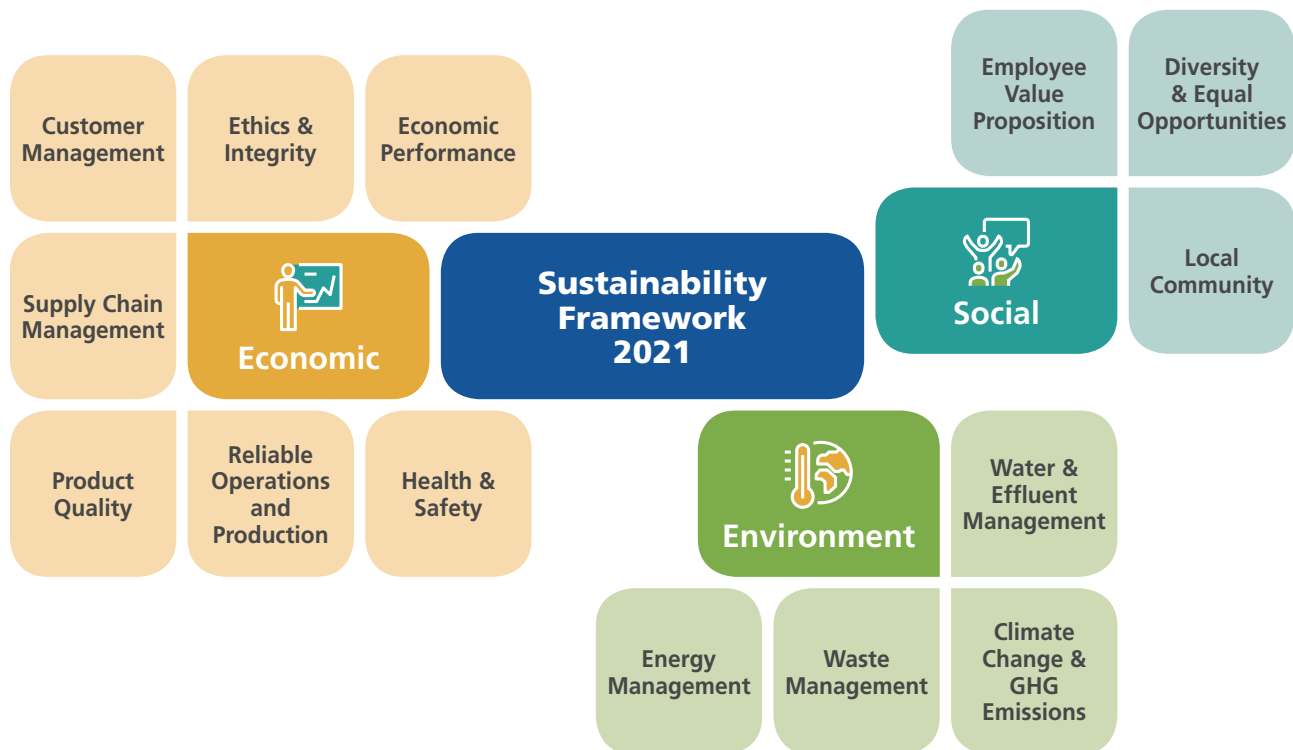 Customer
Management
Ethics &
Integrity
Economic
Performance
Supply Chain
Management
Economic
Product
Quality
Reliable
Operations
and
Production
Health &
Safety
Sustainability
Framework
2021
Employee
Value
Proposition
Diversity
& Equal
Opportunities
Social
Local
Community
Environment
Water &
Effluent
Management
Energy
Management
Waste
Management
Climate
Change &
GHG
Emissions